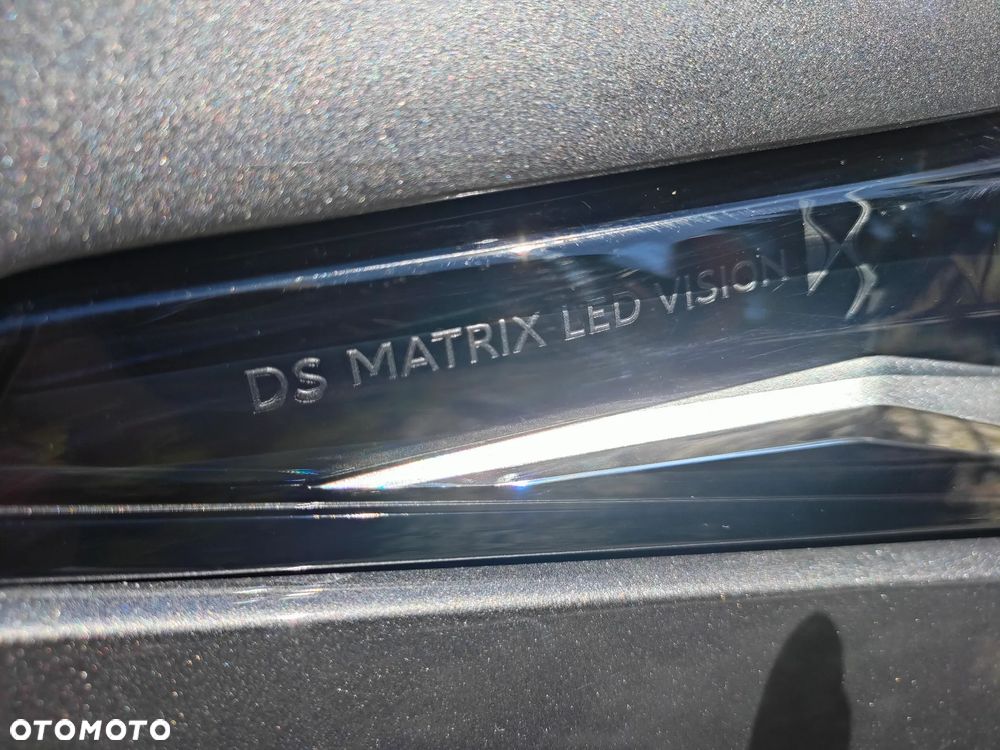 DS MATRIX LED VISION
OTOMOTO